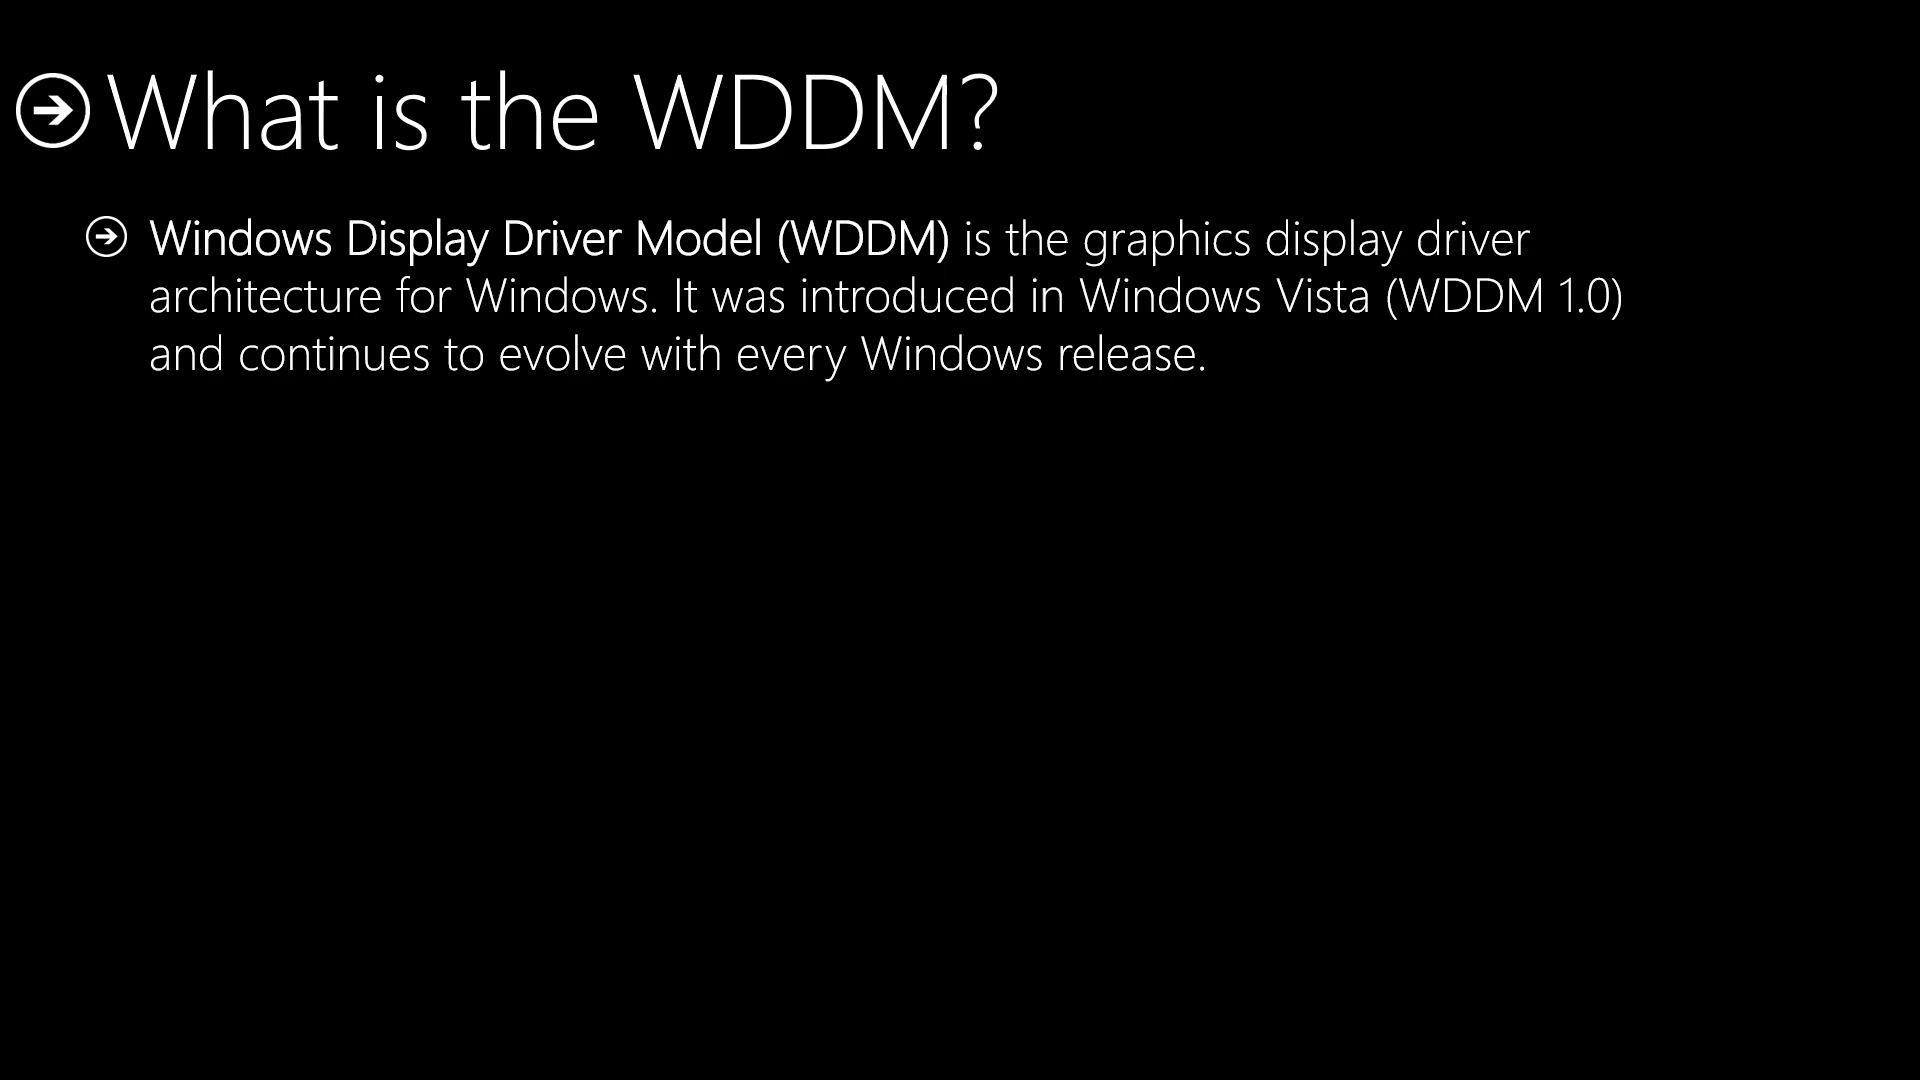 What is the WDDM?
Windows Display Driver Model (WDDM) is the graphics display driver
architecture for Windows. It was introduced in Windows Vista (WDDM 1.0)
and continues to evolve with every Windows release.